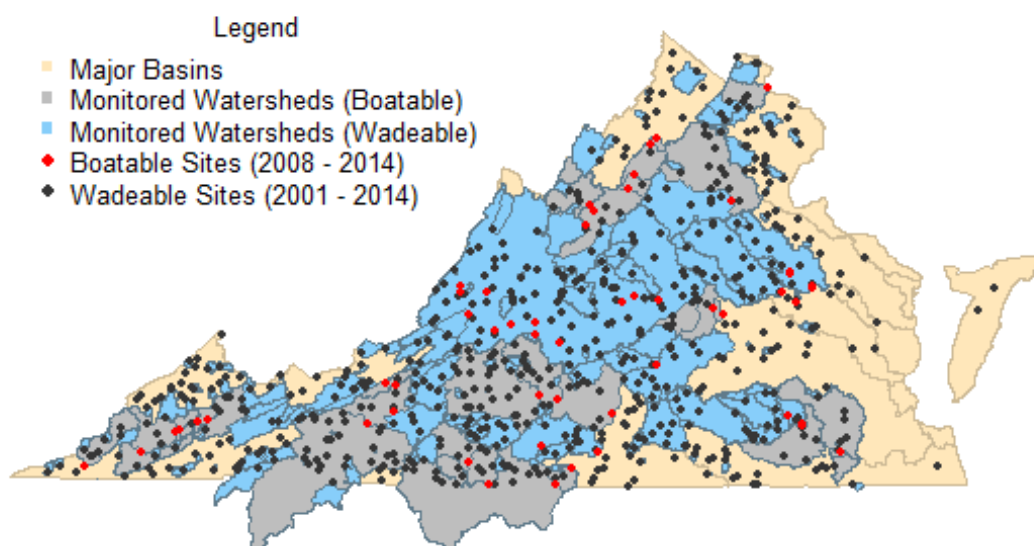 Legend
Major Basins
Monitored Watersheds (Boatable)
Monitored Watersheds (Wadeable)
Boatable Sites (2008 - 2014)
Wadeable Sites (2001 - 2014)